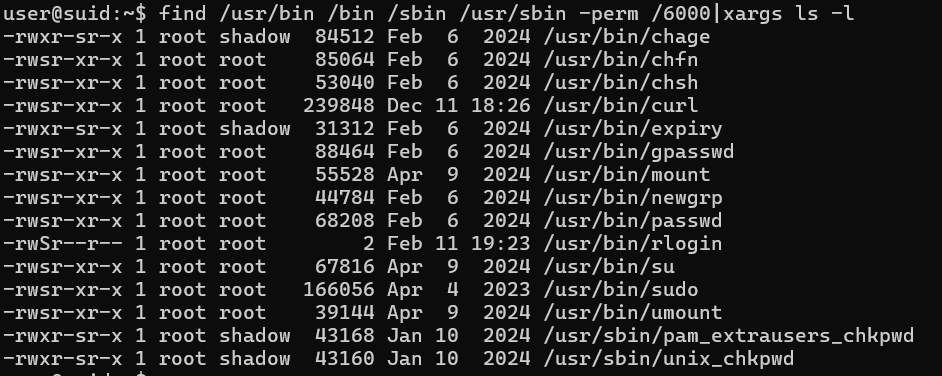 user@suid:~$ find /usr/bin /bin /sbin /usr/sbin -perm /6000|xargs ls -l
-rwxr-sr-x 1 root shadow  84512 Feb  6  2024 /usr/bin/chage
-rwsr-xr-x 1 root root    85064 Feb  6  2024 /usr/bin/chfn
-rwsr-xr-x 1 root root    53040 Feb  6  2024 /usr/bin/chsh
-rwsr-xr-x 1 root root   239848 Dec 11 18:26 /usr/bin/curl
-rwxr-sr-x 1 root shadow  31312 Feb  6  2024 /usr/bin/expiry
-rwsr-xr-x 1 root root    88464 Feb  6  2024 /usr/bin/gpasswd
-rwsr-xr-x 1 root root    55528 Apr  9  2024 /usr/bin/mount
-rwsr-xr-x 1 root root    44784 Feb  6  2024 /usr/bin/newgrp
-rwsr-xr-x 1 root root    68208 Feb  6  2024 /usr/bin/passwd
-rwSr--r-- 1 root root        2 Feb 11 19:23 /usr/bin/rlogin
-rwsr-xr-x 1 root root    67816 Apr  9  2024 /usr/bin/su
-rwsr-xr-x 1 root root   166056 Apr  4  2023 /usr/bin/sudo
-rwsr-xr-x 1 root root    39144 Apr  9  2024 /usr/bin/umount
-rwxr-sr-x 1 root shadow  43168 Jan 10  2024 /usr/sbin/pam_extrausers_chkpwd
-rwxr-sr-x 1 root shadow  43160 Jan 10  2024 /usr/sbin/unix_chkpwd